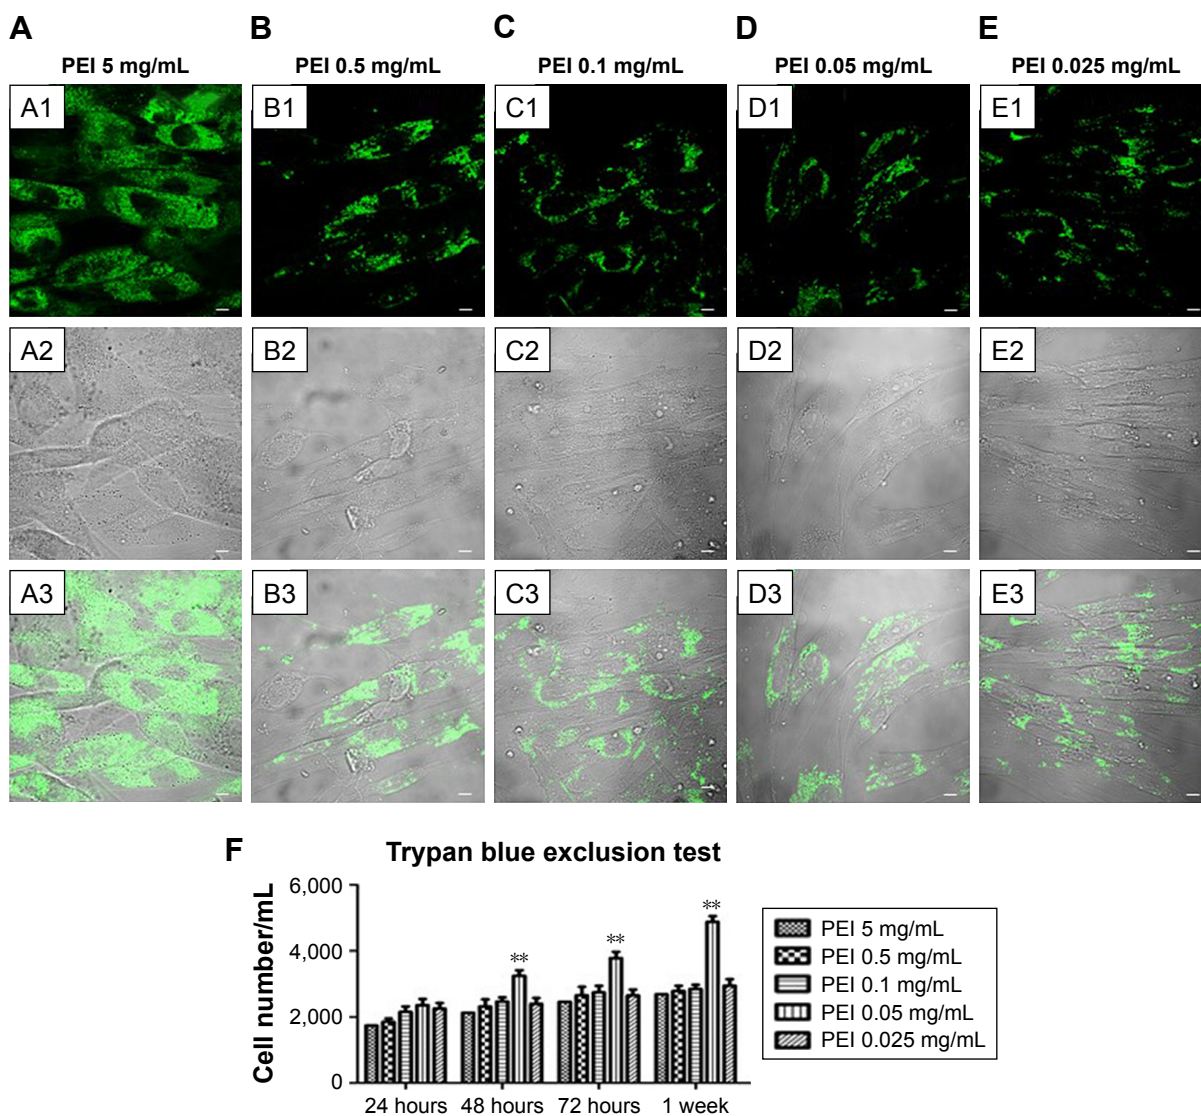 A B C D E
PEI 5 mg/mL PEI 0.5 mg/mL PEI 0.1 mg/mL PEI 0.05 mg/mL PEI 0.025 mg/mL
A1 B1 C1 D1 E1
A2 B2 C2 D2 E2
A3 B3 C3 D3 E3
F Trypan blue exclusion test
Cell number/mL
6,000
4,000
2,000
0
** ** **
24 hours 48 hours 72 hours 1 week
PEI 5 mg/mL
PEI 0.5 mg/mL
PEI 0.1 mg/mL
PEI 0.05 mg/mL
PEI 0.025 mg/mL